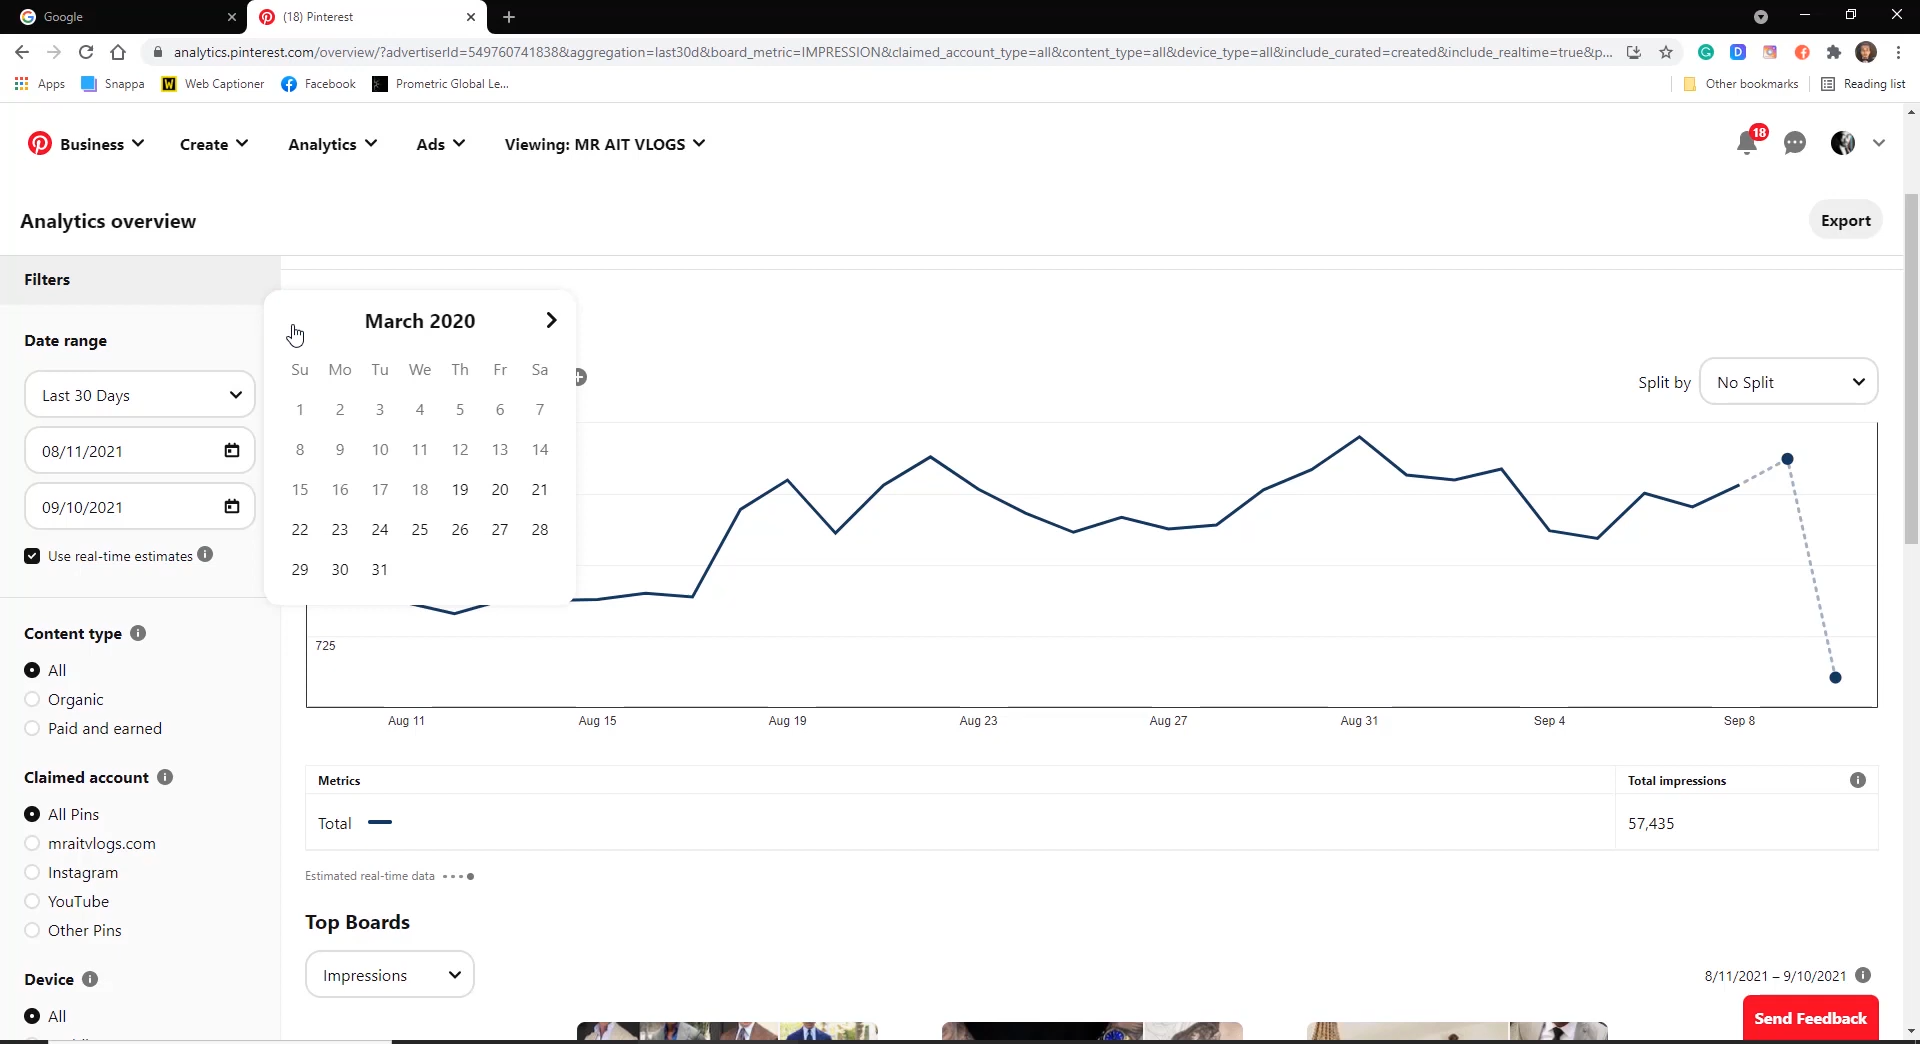 Google
(18) Pinterest
analytics.pinterest.com/overview/?advertiserId=549760741838&aggregation=last30d&board_metric=IMPRESSION&claimed_account_type=all&content_type=all&device_type=all&include_curated=created&include_realtime=true&p...
Apps Snappa Web Captioner Facebook Prometric Global Le... Other bookmarks Reading list
Business Create Analytics Ads Viewing: MR AIT VLOGS 18
Analytics overview Export
Filters
Date range
Last 30 Days
08/11/2021
09/10/2021
Use real-time estimates
March 2020
Su Mo Tu We Th Fr Sa
1 2 3 4 5 6 7
8 9 10 11 12 13 14
15 16 17 18 19 20 21
22 23 24 25 26 27 28
29 30 31
Split by No Split
725
Aug 11 Aug 15 Aug 19 Aug 23 Aug 27 Aug 31 Sep 4 Sep 8
Content type
All
Organic
Paid and earned
Claimed account
All Pins
mraitvlogs.com
Instagram
YouTube
Other Pins
Device
All
Metrics Total impressions
Total 57,435
Estimated real-time data
Top Boards
Impressions
8/11/2021 – 9/10/2021
Send Feedback